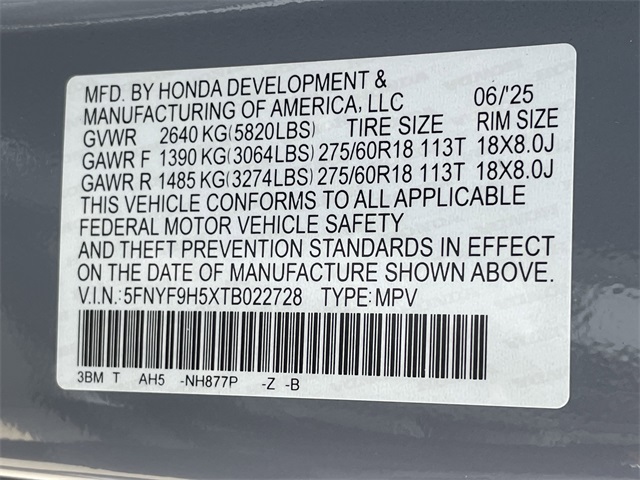 MFD. BY HONDA DEVELOPMENT &
MANUFACTURING OF AMERICA, LLC 06/'25
GVWR 2640 KG(5820LBS) TIRE SIZE RIM SIZE
GAWR F 1390 KG(3064LBS) 275/60R18 113T 18X8.0J
GAWR R 1485 KG(3274LBS) 275/60R18 113T 18X8.0J
THIS VEHICLE CONFORMS TO ALL APPLICABLE
FEDERAL MOTOR VEHICLE SAFETY
AND THEFT PREVENTION STANDARDS IN EFFECT
ON THE DATE OF MANUFACTURE SHOWN ABOVE.
V.I.N.: 5FNYF9H5XTB022728 TYPE: MPV
3BM T AH5 -NH877P -Z -B